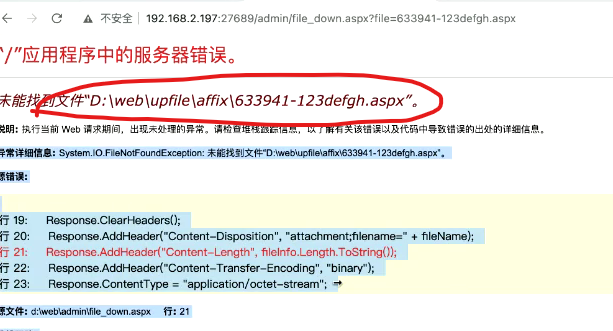 不安全 192.168.2.197:27689/admin/file_down.aspx?file=633941-123defgh.aspx
“/”应用程序中的服务器错误。
未能找到文件“D:\web\upfile\affix\633941-123defgh.aspx”。
说明: 执行当前 Web 请求期间，出现未处理的异常。请检查堆栈跟踪信息，以了解有关该错误以及代码中导致错误的出处的详细信息。
异常详细信息: System.IO.FileNotFoundException: 未能找到文件“D:\web\upfile\affix\633941-123defgh.aspx”。
源错误:
行 19: Response.ClearHeaders();
行 20: Response.AddHeader("Content-Disposition", "attachment;filename=" + fileName);
行 21: Response.AddHeader("Content-Length", fileInfo.Length.ToString());
行 22: Response.AddHeader("Content-Transfer-Encoding", "binary");
行 23: Response.ContentType = "application/octet-stream";
源文件: d:\web\admin\file_down.aspx 行: 21